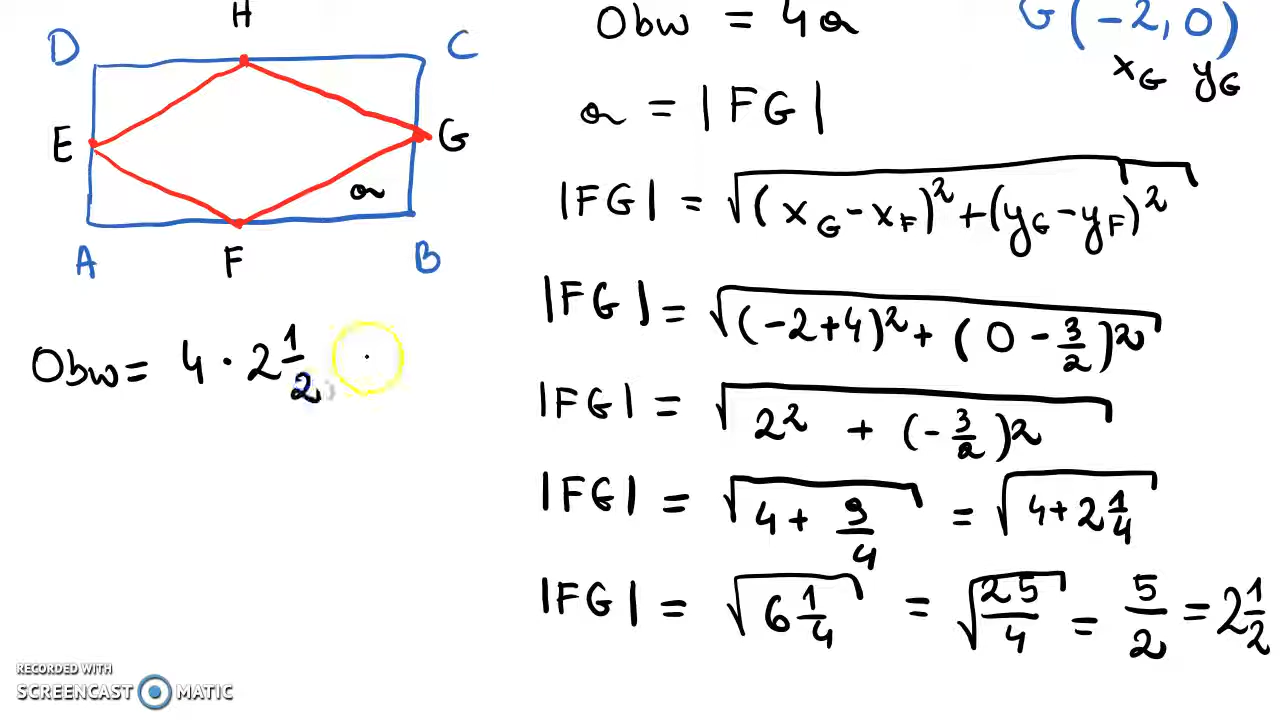 H
D C
E G
a
A F B
Obw = 4 · 2 1/2
Obw = 4a
G(-2, 0)
x_G y_G
a = |FG|
|FG| = √((x_G - x_F)² + (y_G - y_F)²)
|FG| = √((-2+4)² + (0 - 3/2)²)
|FG| = √(2² + (-3/2)²)
|FG| = √(4 + 9/4) = √(4 + 2 1/4)
|FG| = √(6 1/4) = √(25/4) = 5/2 = 2 1/2
RECORDED WITH
SCREENCAST MATIC